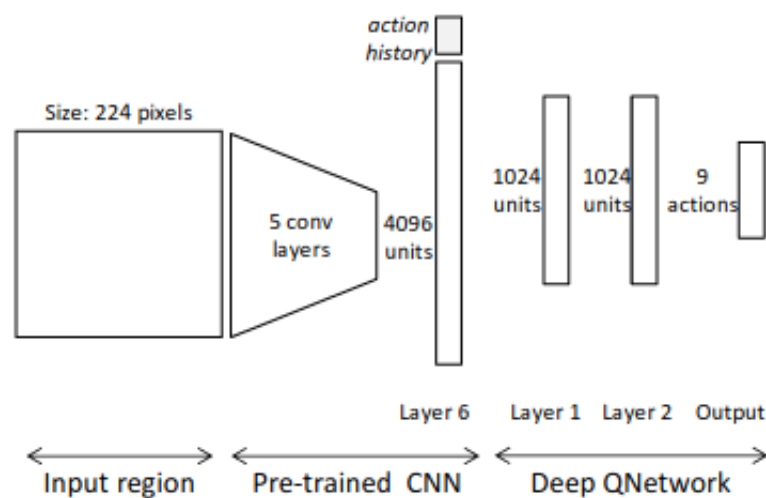 action
history
Size: 224 pixels
5 conv
layers
4096
units
1024
units
1024
units
9
actions
Layer 6
Layer 1
Layer 2
Output
Input region
Pre-trained CNN
Deep QNetwork